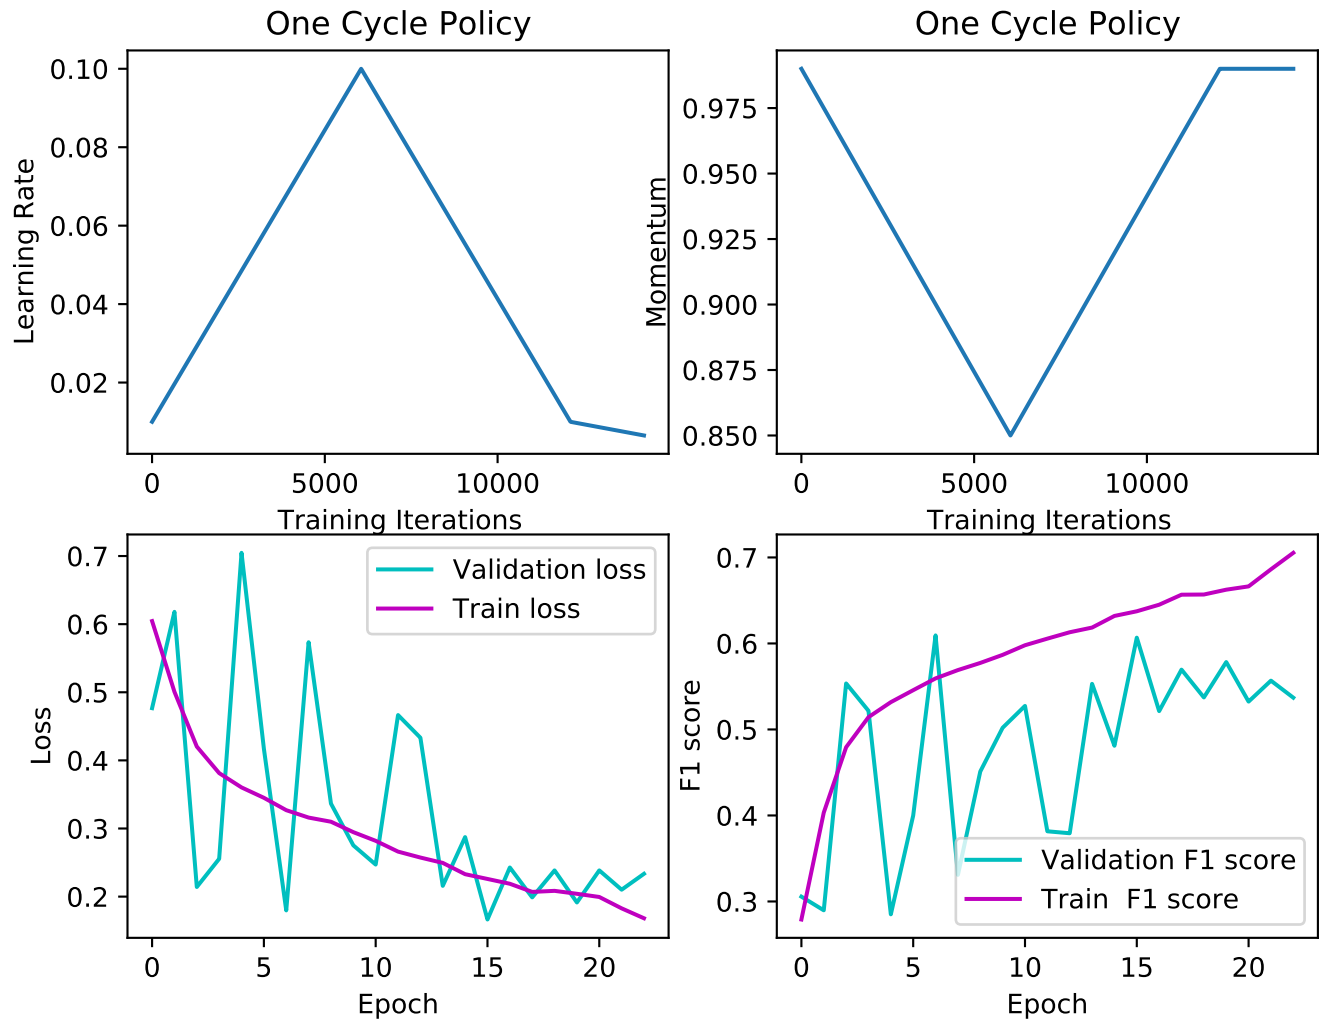 One Cycle Policy
Learning Rate
0.10
0.08
0.06
0.04
0.02
0 5000 10000
Training Iterations
One Cycle Policy
Momentum
0.975
0.950
0.925
0.900
0.875
0.850
0 5000 10000
Training Iterations
Loss
0.7
0.6
0.5
0.4
0.3
0.2
Validation loss
Train loss
0 5 10 15 20
Epoch
F1 score
0.7
0.6
0.5
0.4
0.3
Validation F1 score
Train  F1 score
0 5 10 15 20
Epoch